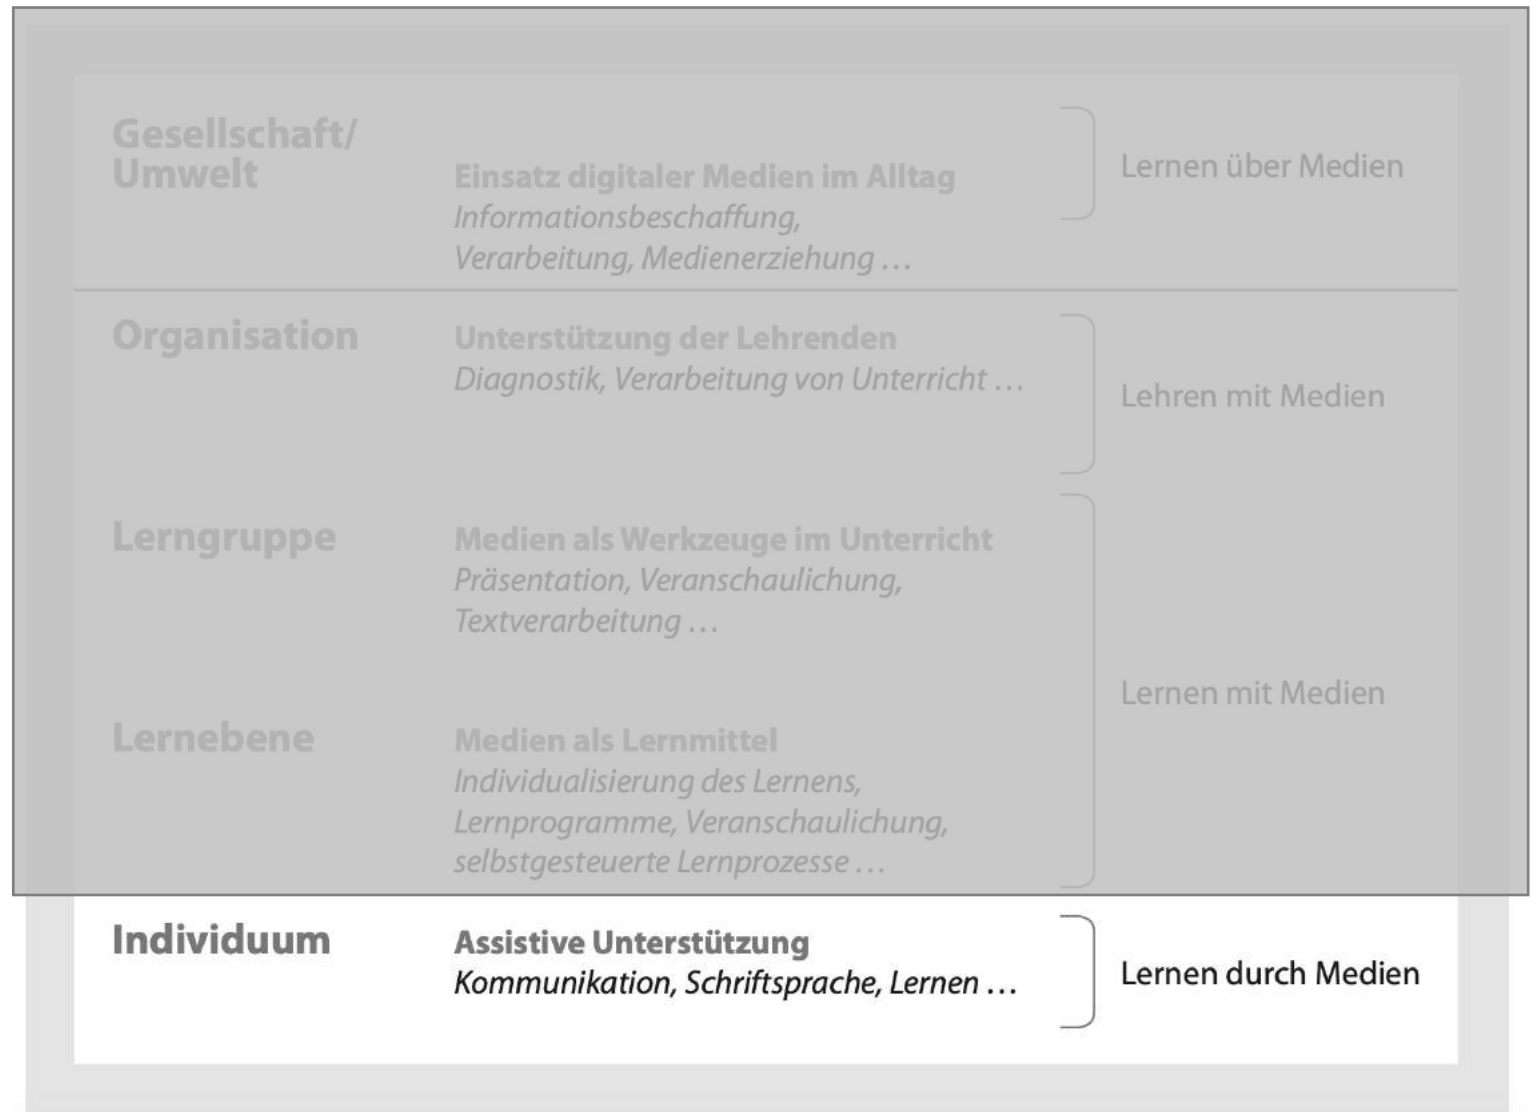 Gesellschaft/
Umwelt
Einsatz digitaler Medien im Alltag
Informationsbeschaffung,
Verarbeitung, Medienerziehung …
Lernen über Medien
Organisation
Unterstützung der Lehrenden
Diagnostik, Verarbeitung von Unterricht …
Lehren mit Medien
Lerngruppe
Medien als Werkzeuge im Unterricht
Präsentation, Veranschaulichung,
Textverarbeitung …
Lernen mit Medien
Lernebene
Medien als Lernmittel
Individualisierung des Lernens,
Lernprogramme, Veranschaulichung,
selbstgesteuerte Lernprozesse …
Individuum
Assistive Unterstützung
Kommunikation, Schriftsprache, Lernen …
Lernen durch Medien